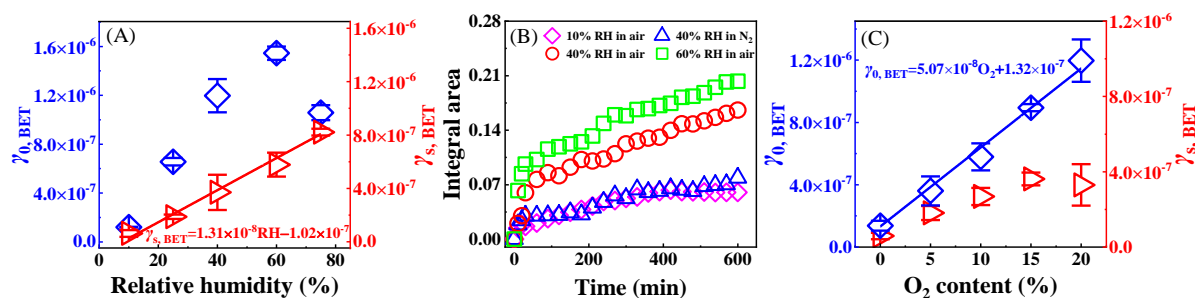 (A)
γ0, BET
1.6×10-6
1.2×10-6
8.0×10-7
4.0×10-7
0.0
γs, BET=1.31×10-8RH−1.02×10-7
0 20 40 60 80
Relative humidity (%)
1.6×10-6
1.2×10-6
8.0×10-7
4.0×10-7
0.0
γs, BET
(B)
10% RH in air 40% RH in N2
40% RH in air 60% RH in air
Integral area
0.28
0.21
0.14
0.07
0.00
0 200 400 600
Time (min)
(C)
γ0, BET
1.2×10-6
8.0×10-7
4.0×10-7
0.0
γ0, BET=5.07×10-8O2+1.32×10-7
0 5 10 15 20
O2 content (%)
1.2×10-6
8.0×10-7
4.0×10-7
0.0
γs, BET